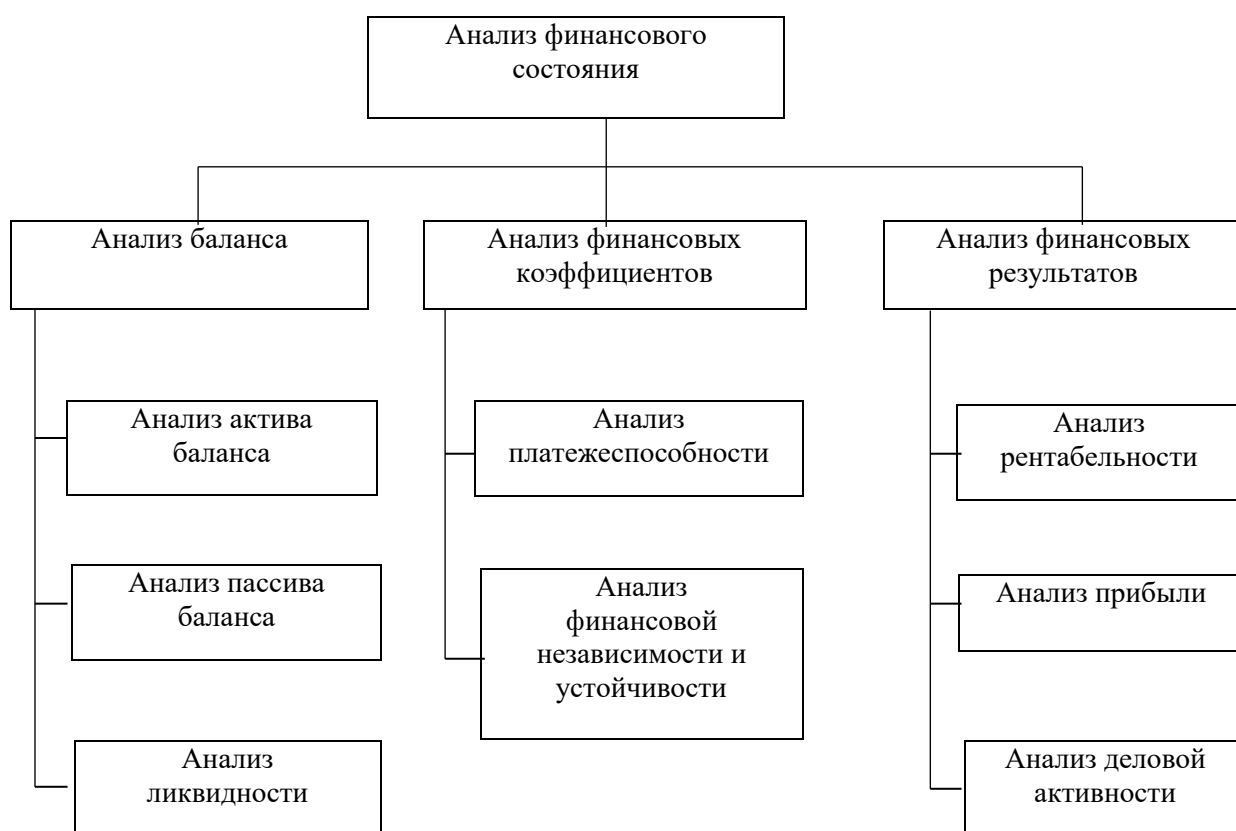 Анализ финансового
состояния
Анализ баланса
Анализ финансовых
коэффициентов
Анализ финансовых
результатов
Анализ актива
баланса
Анализ
платежеспособности
Анализ
рентабельности
Анализ пассива
баланса
Анализ
финансовой
независимости и
устойчивости
Анализ прибыли
Анализ
ликвидности
Анализ деловой
активности